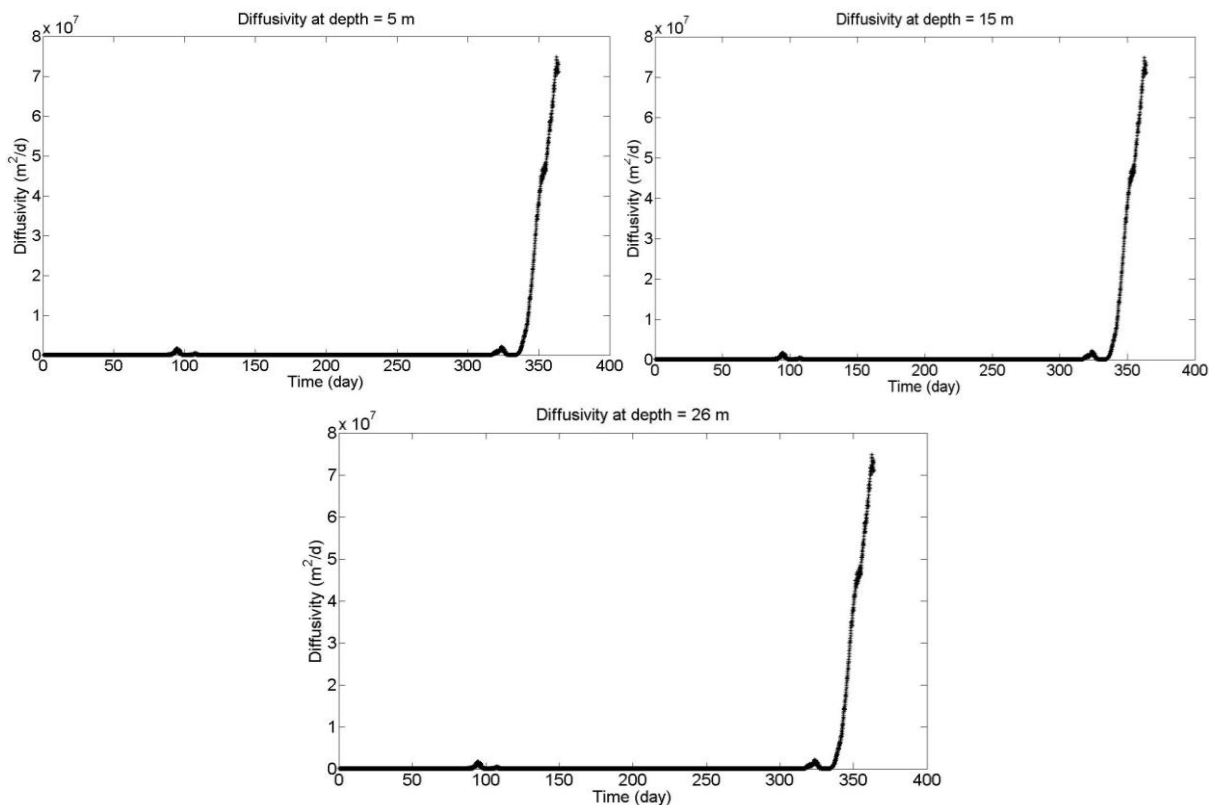 Diffusivity at depth = 5 m
x 10^7
8
7
6
5
4
3
2
1
0
Diffusivity (m^2/d)
0 50 100 150 200 250 300 350 400
Time (day)
Diffusivity at depth = 15 m
x 10^7
8
7
6
5
4
3
2
1
0
Diffusivity (m^2/d)
0 50 100 150 200 250 300 350 400
Time (day)
Diffusivity at depth = 26 m
x 10^7
8
7
6
5
4
3
2
1
0
Diffusivity (m^2/d)
0 50 100 150 200 250 300 350 400
Time (day)